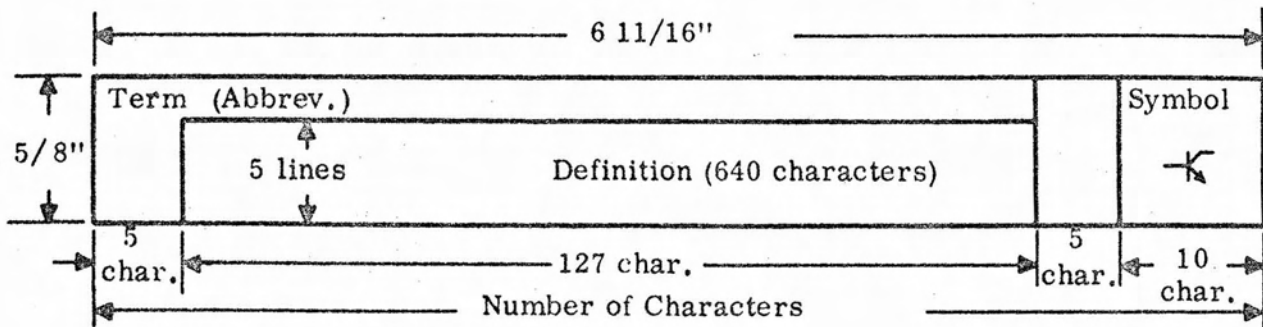 6 11/16"
Term (Abbrev.) Symbol
5/8"
5 lines Definition (640 characters)
5 char. 127 char. 5 char. 10 char.
Number of Characters